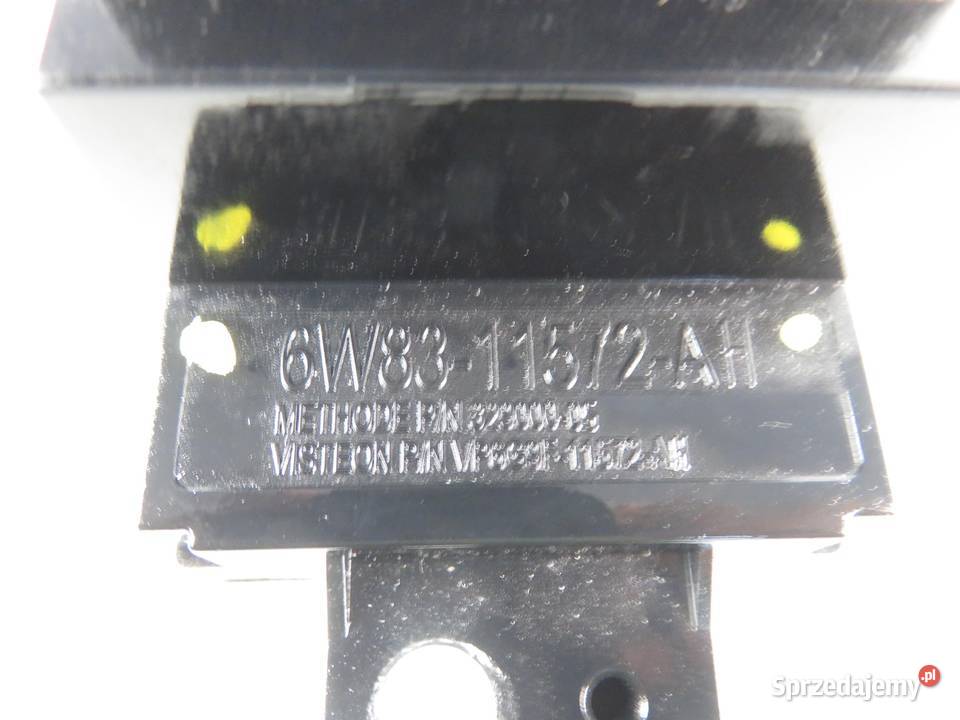 6W83-11572-AH
METHODE P/N
VISTEON P/N
Sprzedajemy.pl